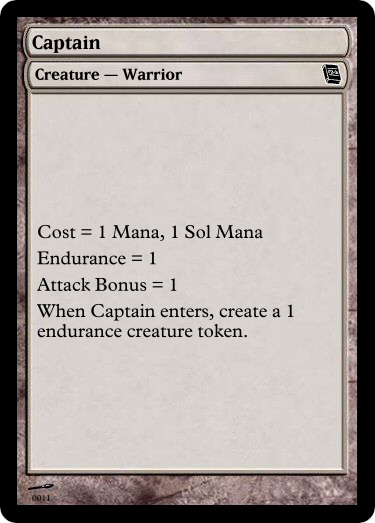 Captain
Creature — Warrior
Cost = 1 Mana, 1 Sol Mana
Endurance = 1
Attack Bonus = 1
When Captain enters, create a 1
endurance creature token.
0011